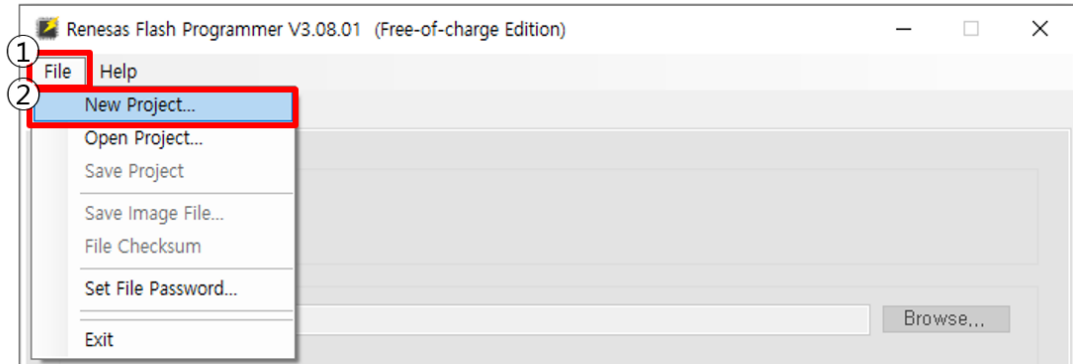 Renesas Flash Programmer V3.08.01 (Free-of-charge Edition)
①
File Help
②
New Project...
Open Project...
Save Project
Save Image File...
File Checksum
Set File Password...
Browse...
Exit